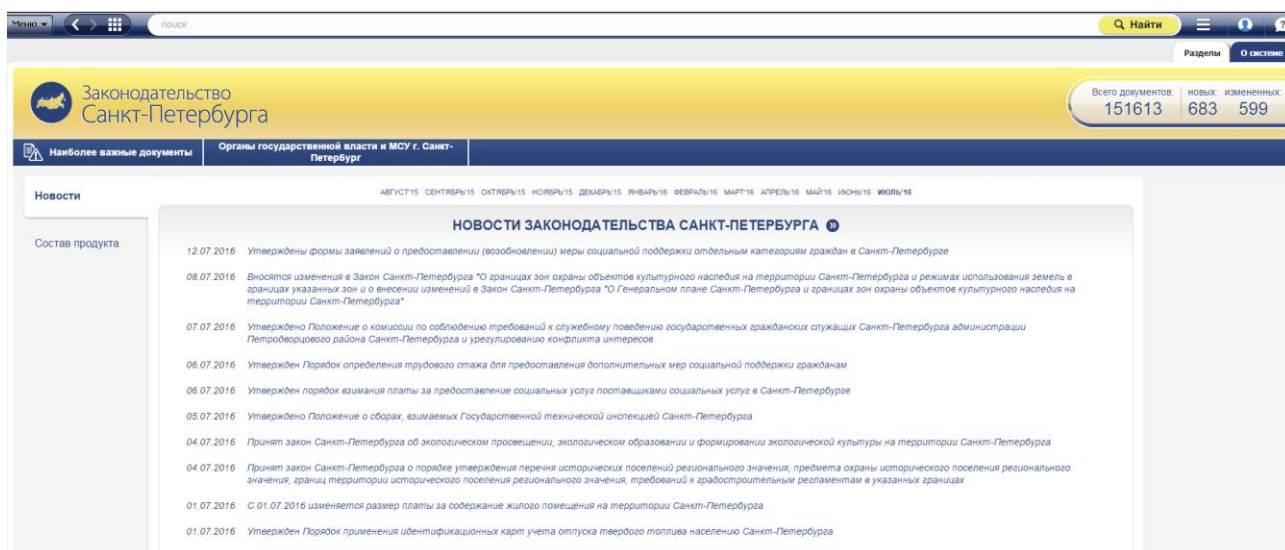 Меню
поиск
Найти
Разделы
О системе
Законодательство
Санкт-Петербурга
Всего документов: новых: измененных:
151613 683 599
Наиболее важные документы
Органы государственной власти и МСУ г. Санкт-
Петербург
Новости
Состав продукта
АВГУСТ'15 СЕНТЯБРЬ'15 ОКТЯБРЬ'15 НОЯБРЬ'15 ДЕКАБРЬ'15 ЯНВАРЬ'16 ФЕВРАЛЬ'16 МАРТ'16 АПРЕЛЬ'16 МАЙ'16 ИЮНЬ'16 ИЮЛЬ'16
НОВОСТИ ЗАКОНОДАТЕЛЬСТВА САНКТ-ПЕТЕРБУРГА
12.07.2016 Утверждены формы заявлений о предоставлении (возобновлении) меры социальной поддержки отдельным категориям граждан в Санкт-Петербурге
08.07.2016 Вносятся изменения в Закон Санкт-Петербурга "О границах зон охраны объектов культурного наследия на территории Санкт-Петербурга и режимах использования земель в
границах указанных зон и о внесении изменений в Закон Санкт-Петербурга "О Генеральном плане Санкт-Петербурга и границах зон охраны объектов культурного наследия на
территории Санкт-Петербурга"
07.07.2016 Утверждено Положение о комиссии по соблюдению требований к служебному поведению государственных гражданских служащих Санкт-Петербурга администрации
Петродворцового района Санкт-Петербурга и урегулированию конфликта интересов
06.07.2016 Утвержден Порядок определения трудового стажа для предоставления дополнительных мер социальной поддержки гражданам
06.07.2016 Утвержден порядок взимания платы за предоставление социальных услуг поставщиками социальных услуг в Санкт-Петербурге
05.07.2016 Утверждено Положение о сборах, взимаемых Государственной технической инспекцией Санкт-Петербурга
04.07.2016 Принят закон Санкт-Петербурга об экологическом просвещении, экологическом образовании и формировании экологической культуры на территории Санкт-Петербурга
04.07.2016 Принят закон Санкт-Петербурга о порядке утверждения перечня исторических поселений регионального значения, предмета охраны исторического поселения регионального
значения, границ территории исторического поселения регионального значения, требований к градостроительным регламентам в указанных границах
01.07.2016 С 01.07.2016 изменяется размер платы за содержание жилого помещения на территории Санкт-Петербурга
01.07.2016 Утвержден Порядок применения идентификационных карт учета отпуска твердого топлива населению Санкт-Петербурга